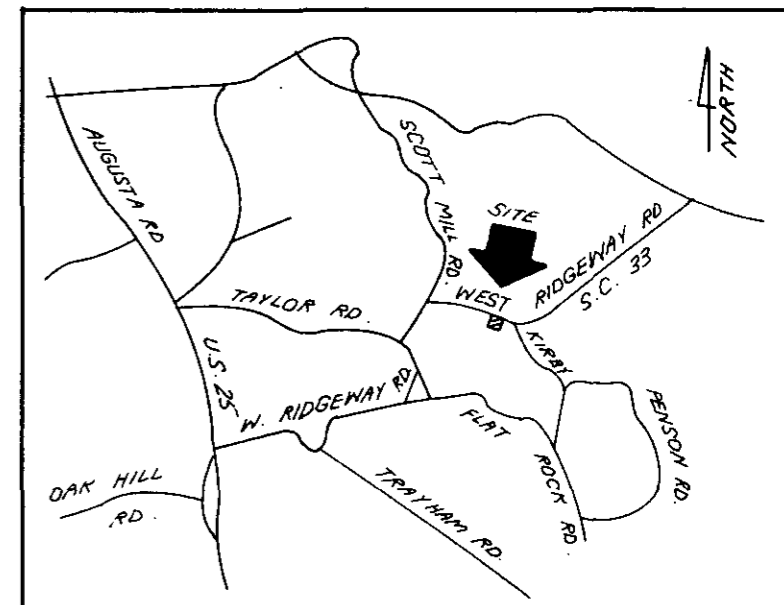 NORTH
AUGUSTA RD
SCOTT MILL RD.
SITE
WEST RIDGEWAY RD
S.C. 33
TAYLOR RD.
KIRBY
U.S. 25
W. RIDGEWAY RD.
PENSON RD.
FLAT ROCK RD.
OAK HILL
RD.
TRAYHAM RD.